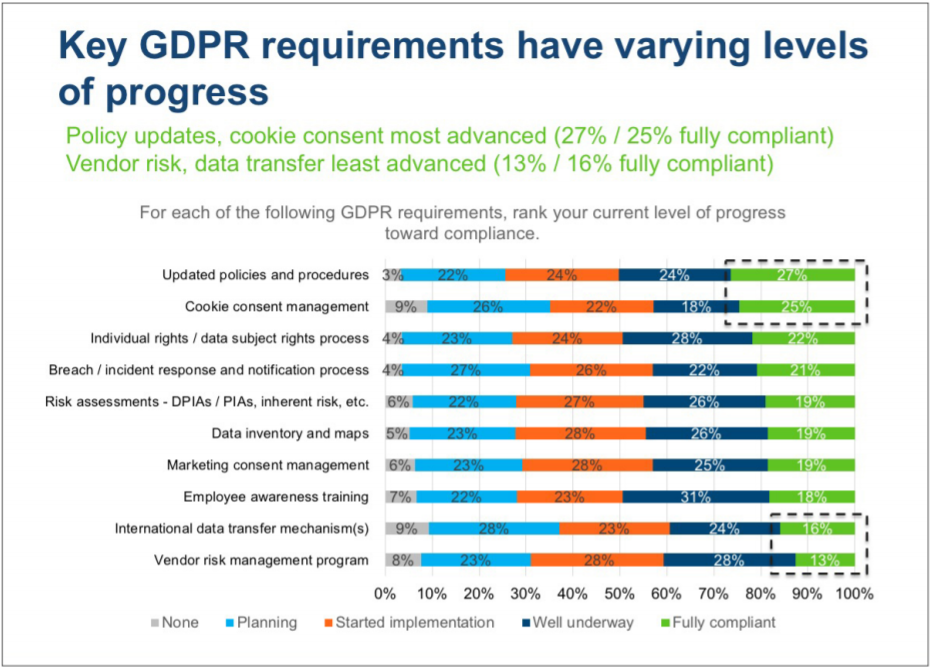 Key GDPR requirements have varying levels
of progress
Policy updates, cookie consent most advanced (27% / 25% fully compliant)
Vendor risk, data transfer least advanced (13% / 16% fully compliant)
For each of the following GDPR requirements, rank your current level of progress
toward compliance.
Updated policies and procedures 3% 22% 24% 24% 27%
Cookie consent management 9% 26% 22% 18% 25%
Individual rights / data subject rights process 4% 23% 24% 28% 22%
Breach / incident response and notification process 4% 27% 26% 22% 21%
Risk assessments - DPIAs / PIAs, inherent risk, etc. 6% 22% 27% 26% 19%
Data inventory and maps 5% 23% 28% 26% 19%
Marketing consent management 6% 23% 28% 25% 19%
Employee awareness training 7% 22% 23% 31% 18%
International data transfer mechanism(s) 9% 28% 23% 24% 16%
Vendor risk management program 8% 23% 28% 28% 13%
0% 10% 20% 30% 40% 50% 60% 70% 80% 90% 100%
None Planning Started implementation Well underway Fully compliant